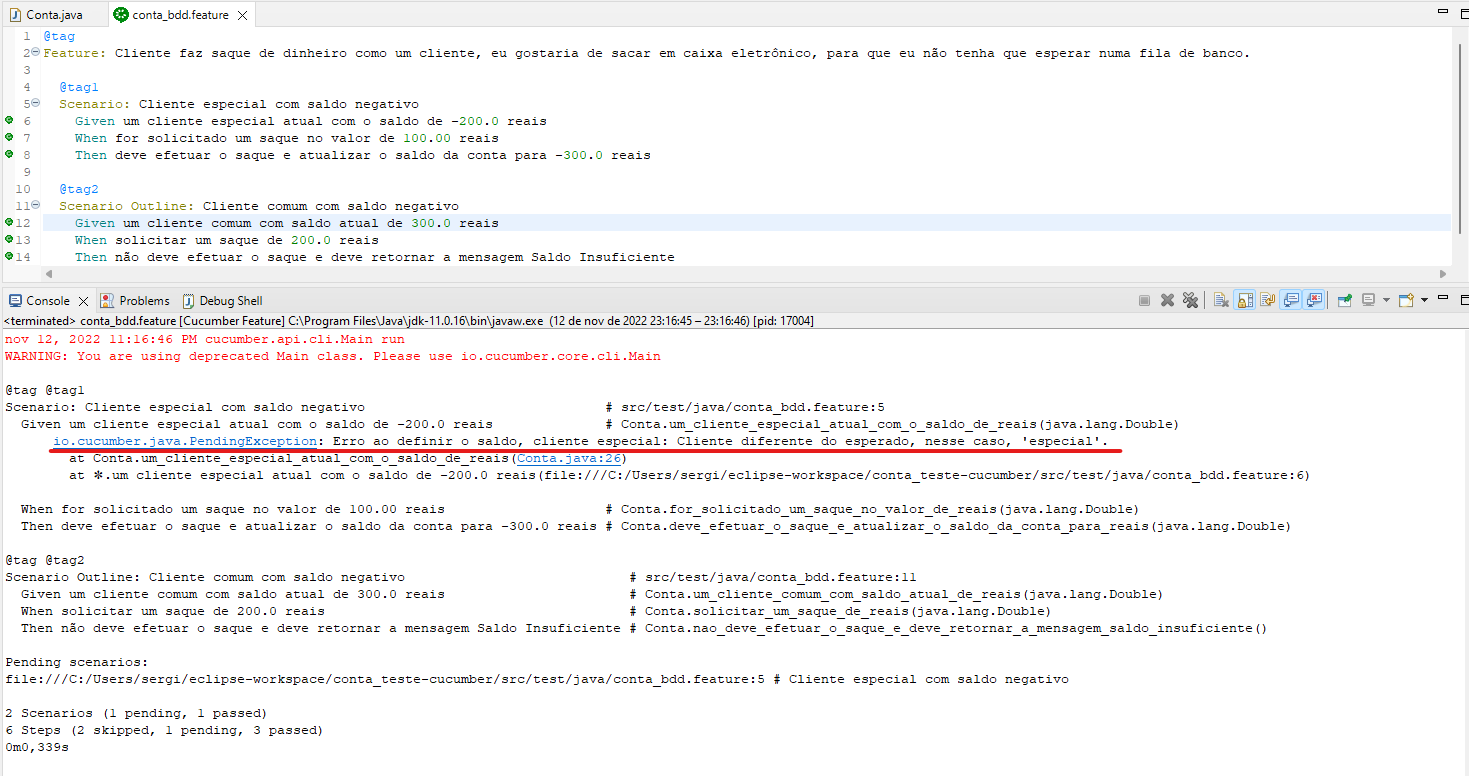 Conta.java conta_bdd.feature
1 @tag
2 Feature: Cliente faz saque de dinheiro como um cliente, eu gostaria de sacar em caixa eletrônico, para que eu não tenha que esperar numa fila de banco.
3
4 @tag1
5 Scenario: Cliente especial com saldo negativo
6 Given um cliente especial atual com o saldo de -200.0 reais
7 When for solicitado um saque no valor de 100.00 reais
8 Then deve efetuar o saque e atualizar o saldo da conta para -300.0 reais
9
10 @tag2
11 Scenario Outline: Cliente comum com saldo negativo
12 Given um cliente comum com saldo atual de 300.0 reais
13 When solicitar um saque de 200.0 reais
14 Then não deve efetuar o saque e deve retornar a mensagem Saldo Insuficiente
Console Problems Debug Shell
<terminated> conta_bdd.feature [Cucumber Feature] C:\Program Files\Java\jdk-11.0.16\bin\javaw.exe (12 de nov de 2022 23:16:45 – 23:16:46) [pid: 17004]
nov 12, 2022 11:16:46 PM cucumber.api.cli.Main run
WARNING: You are using deprecated Main class. Please use io.cucumber.core.cli.Main
@tag @tag1
Scenario: Cliente especial com saldo negativo # src/test/java/conta_bdd.feature:5
Given um cliente especial atual com o saldo de -200.0 reais # Conta.um_cliente_especial_atual_com_o_saldo_de_reais(java.lang.Double)
io.cucumber.java.PendingException: Erro ao definir o saldo, cliente especial: Cliente diferente do esperado, nesse caso, 'especial'.
at Conta.um_cliente_especial_atual_com_o_saldo_de_reais(Conta.java:26)
at *.um cliente especial atual com o saldo de -200.0 reais(file:///C:/Users/sergi/eclipse-workspace/conta_teste-cucumber/src/test/java/conta_bdd.feature:6)
When for solicitado um saque no valor de 100.00 reais # Conta.for_solicitado_um_saque_no_valor_de_reais(java.lang.Double)
Then deve efetuar o saque e atualizar o saldo da conta para -300.0 reais # Conta.deve_efetuar_o_saque_e_atualizar_o_saldo_da_conta_para_reais(java.lang.Double)
@tag @tag2
Scenario Outline: Cliente comum com saldo negativo # src/test/java/conta_bdd.feature:11
Given um cliente comum com saldo atual de 300.0 reais # Conta.um_cliente_comum_com_saldo_atual_de_reais(java.lang.Double)
When solicitar um saque de 200.0 reais # Conta.solicitar_um_saque_de_reais(java.lang.Double)
Then não deve efetuar o saque e deve retornar a mensagem Saldo Insuficiente # Conta.nao_deve_efetuar_o_saque_e_deve_retornar_a_mensagem_saldo_insuficiente()
Pending scenarios:
file:///C:/Users/sergi/eclipse-workspace/conta_teste-cucumber/src/test/java/conta_bdd.feature:5 # Cliente especial com saldo negativo
2 Scenarios (1 pending, 1 passed)
6 Steps (2 skipped, 1 pending, 3 passed)
0m0,339s